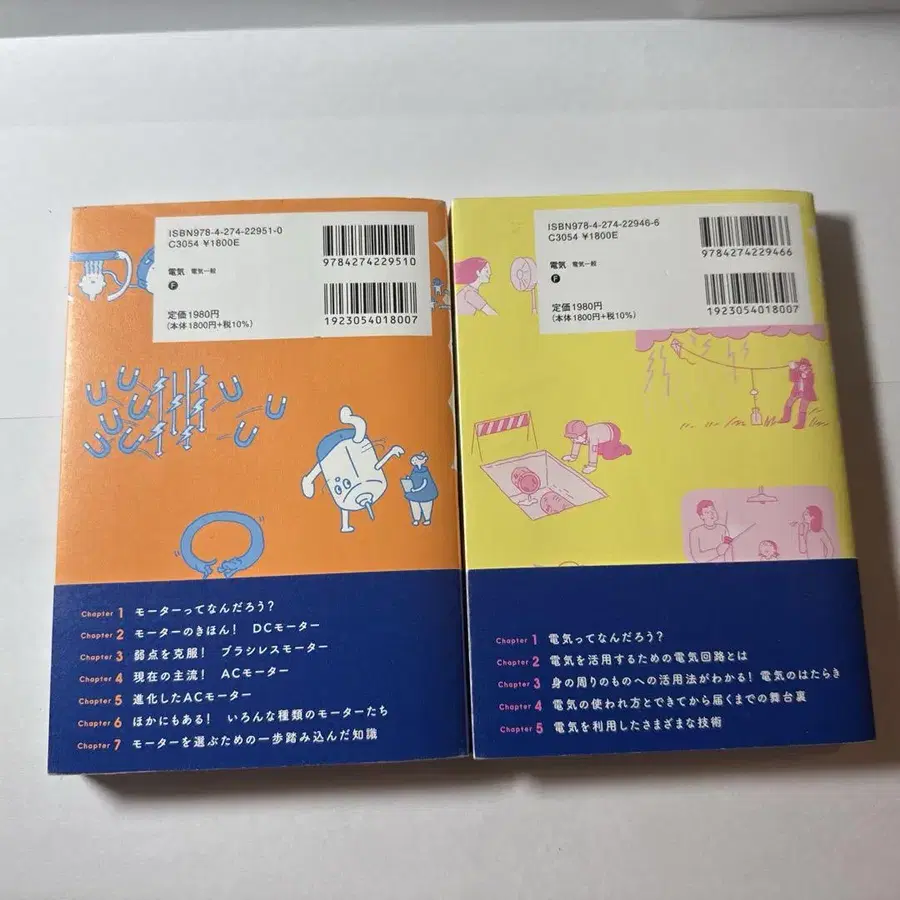 ISBN978-4-274-22951-0
C3054 ¥1800E
電気 電気一般
F
定価1980円
(本体1800円+税10%)
9784274229510
1923054018007
Chapter 1 モーターってなんだろう?
Chapter 2 モーターのきほん! DCモーター
Chapter 3 弱点を克服! ブラシレスモーター
Chapter 4 現在の主流! ACモーター
Chapter 5 進化したACモーター
Chapter 6 ほかにもある! いろんな種類のモーターたち
Chapter 7 モーターを選ぶための一歩踏み込んだ知識
ISBN978-4-274-22946-6
C3054 ¥1800E
電気 電気一般
F
定価1980円
(本体1800円+税10%)
9784274229466
1923054018007
Chapter 1 電気ってなんだろう?
Chapter 2 電気を活用するための電気回路とは
Chapter 3 身の周りのものへの活用法がわかる! 電気のはたらき
Chapter 4 電気の使われ方とできてから届くまでの舞台裏
Chapter 5 電気を利用したさまざまな技術